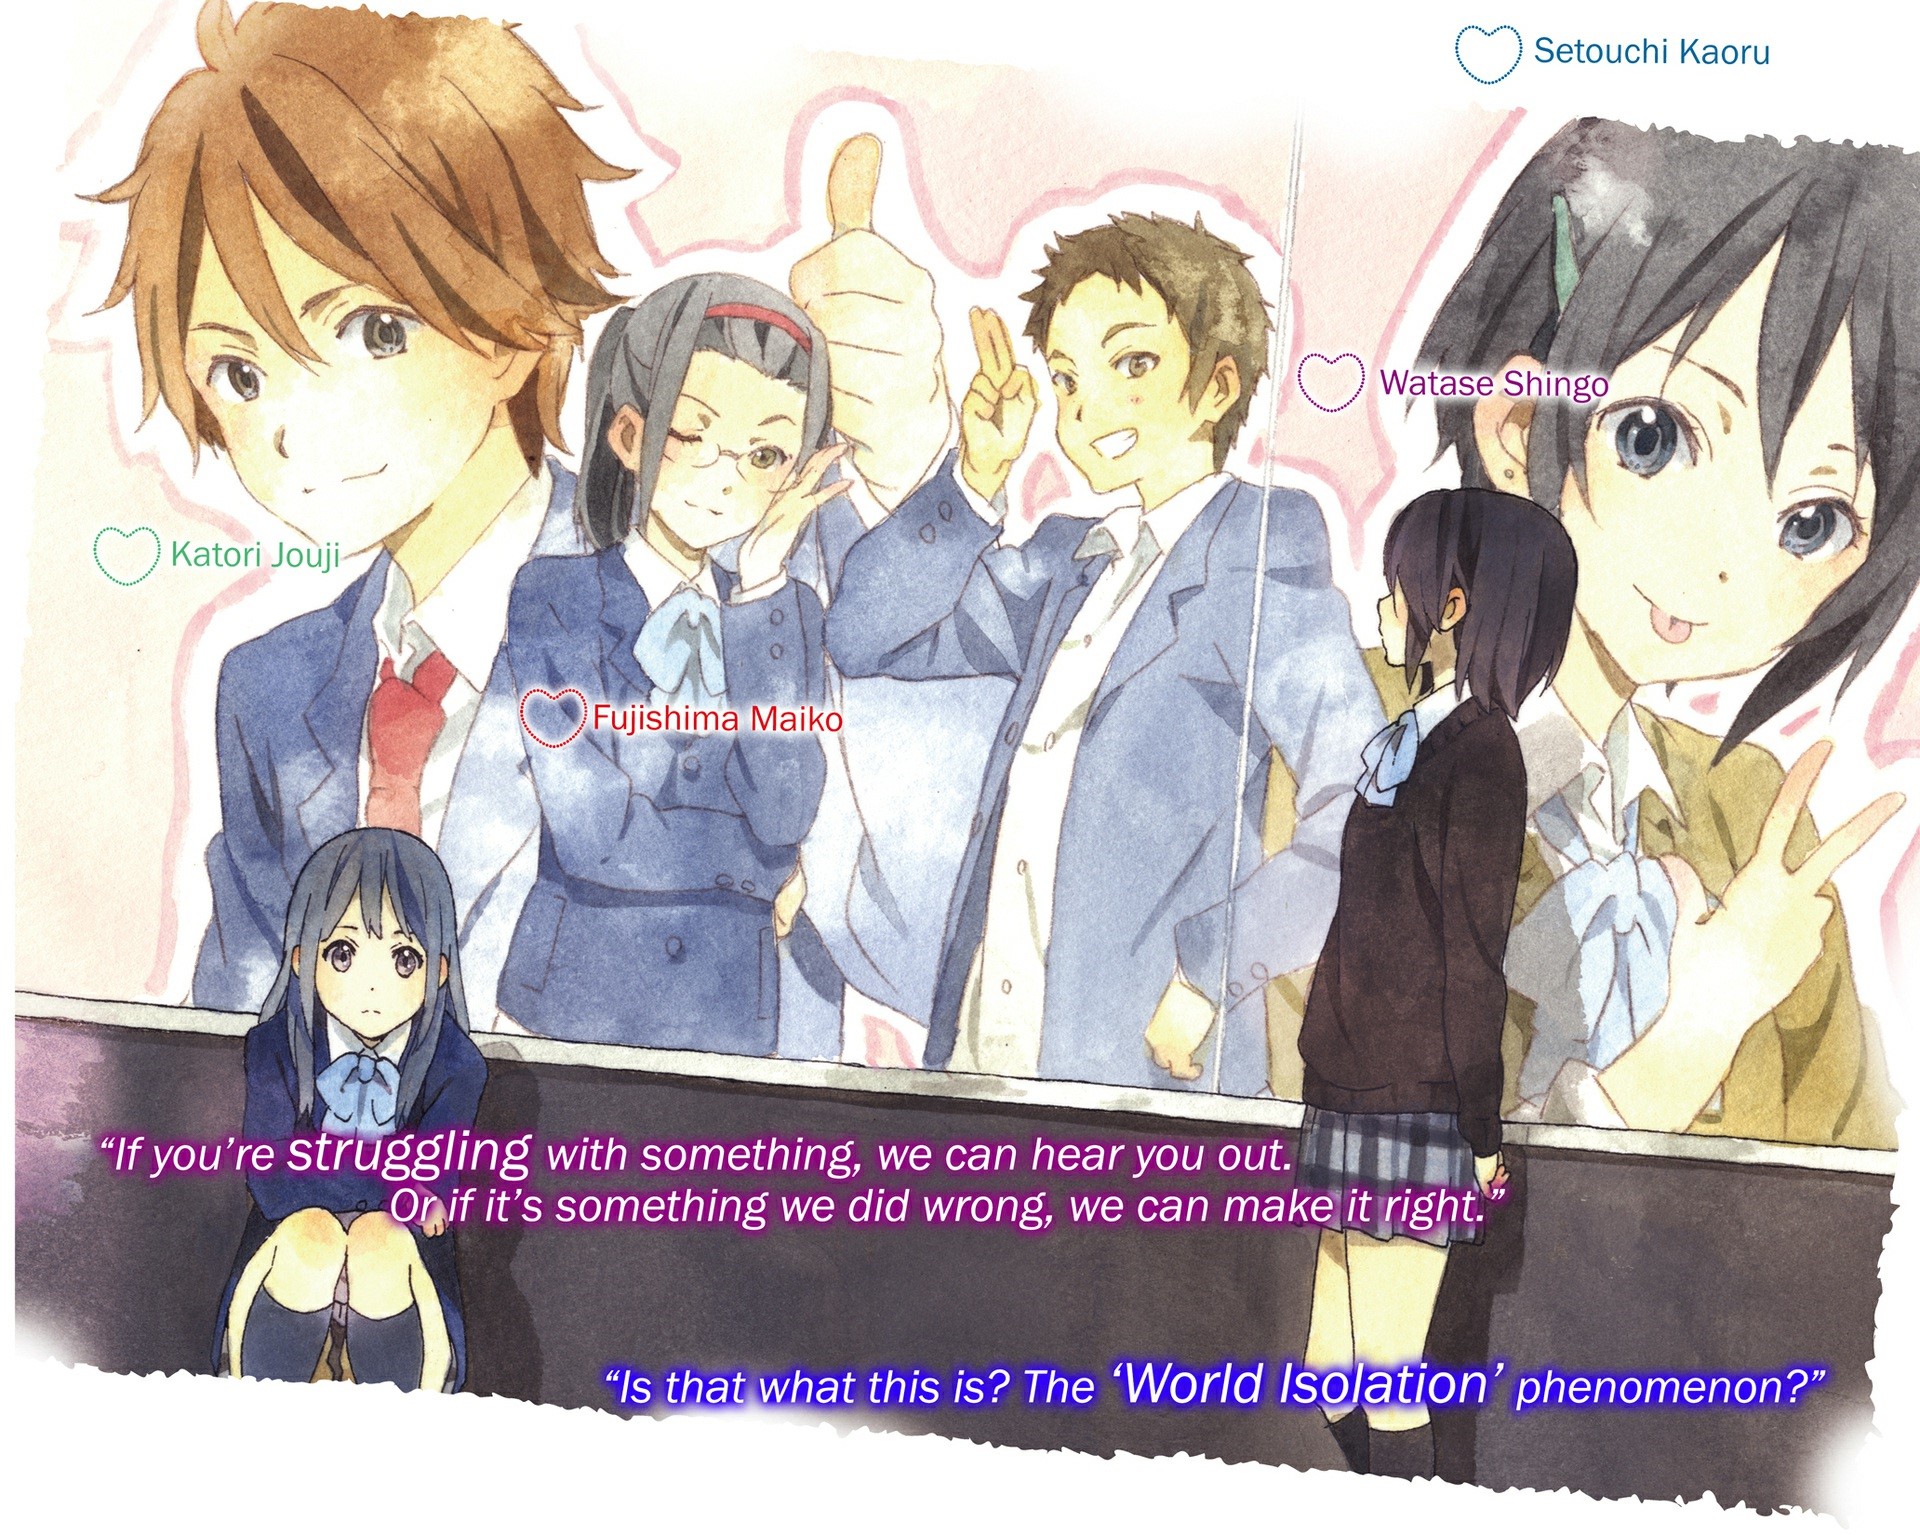 Setouchi Kaoru
Watase Shingo
Katori Jouji
Fujishima Maiko
“If you’re struggling with something, we can hear you out.
Or if it’s something we did wrong, we can make it right.”
“Is that what this is? The ‘World Isolation’ phenomenon?”